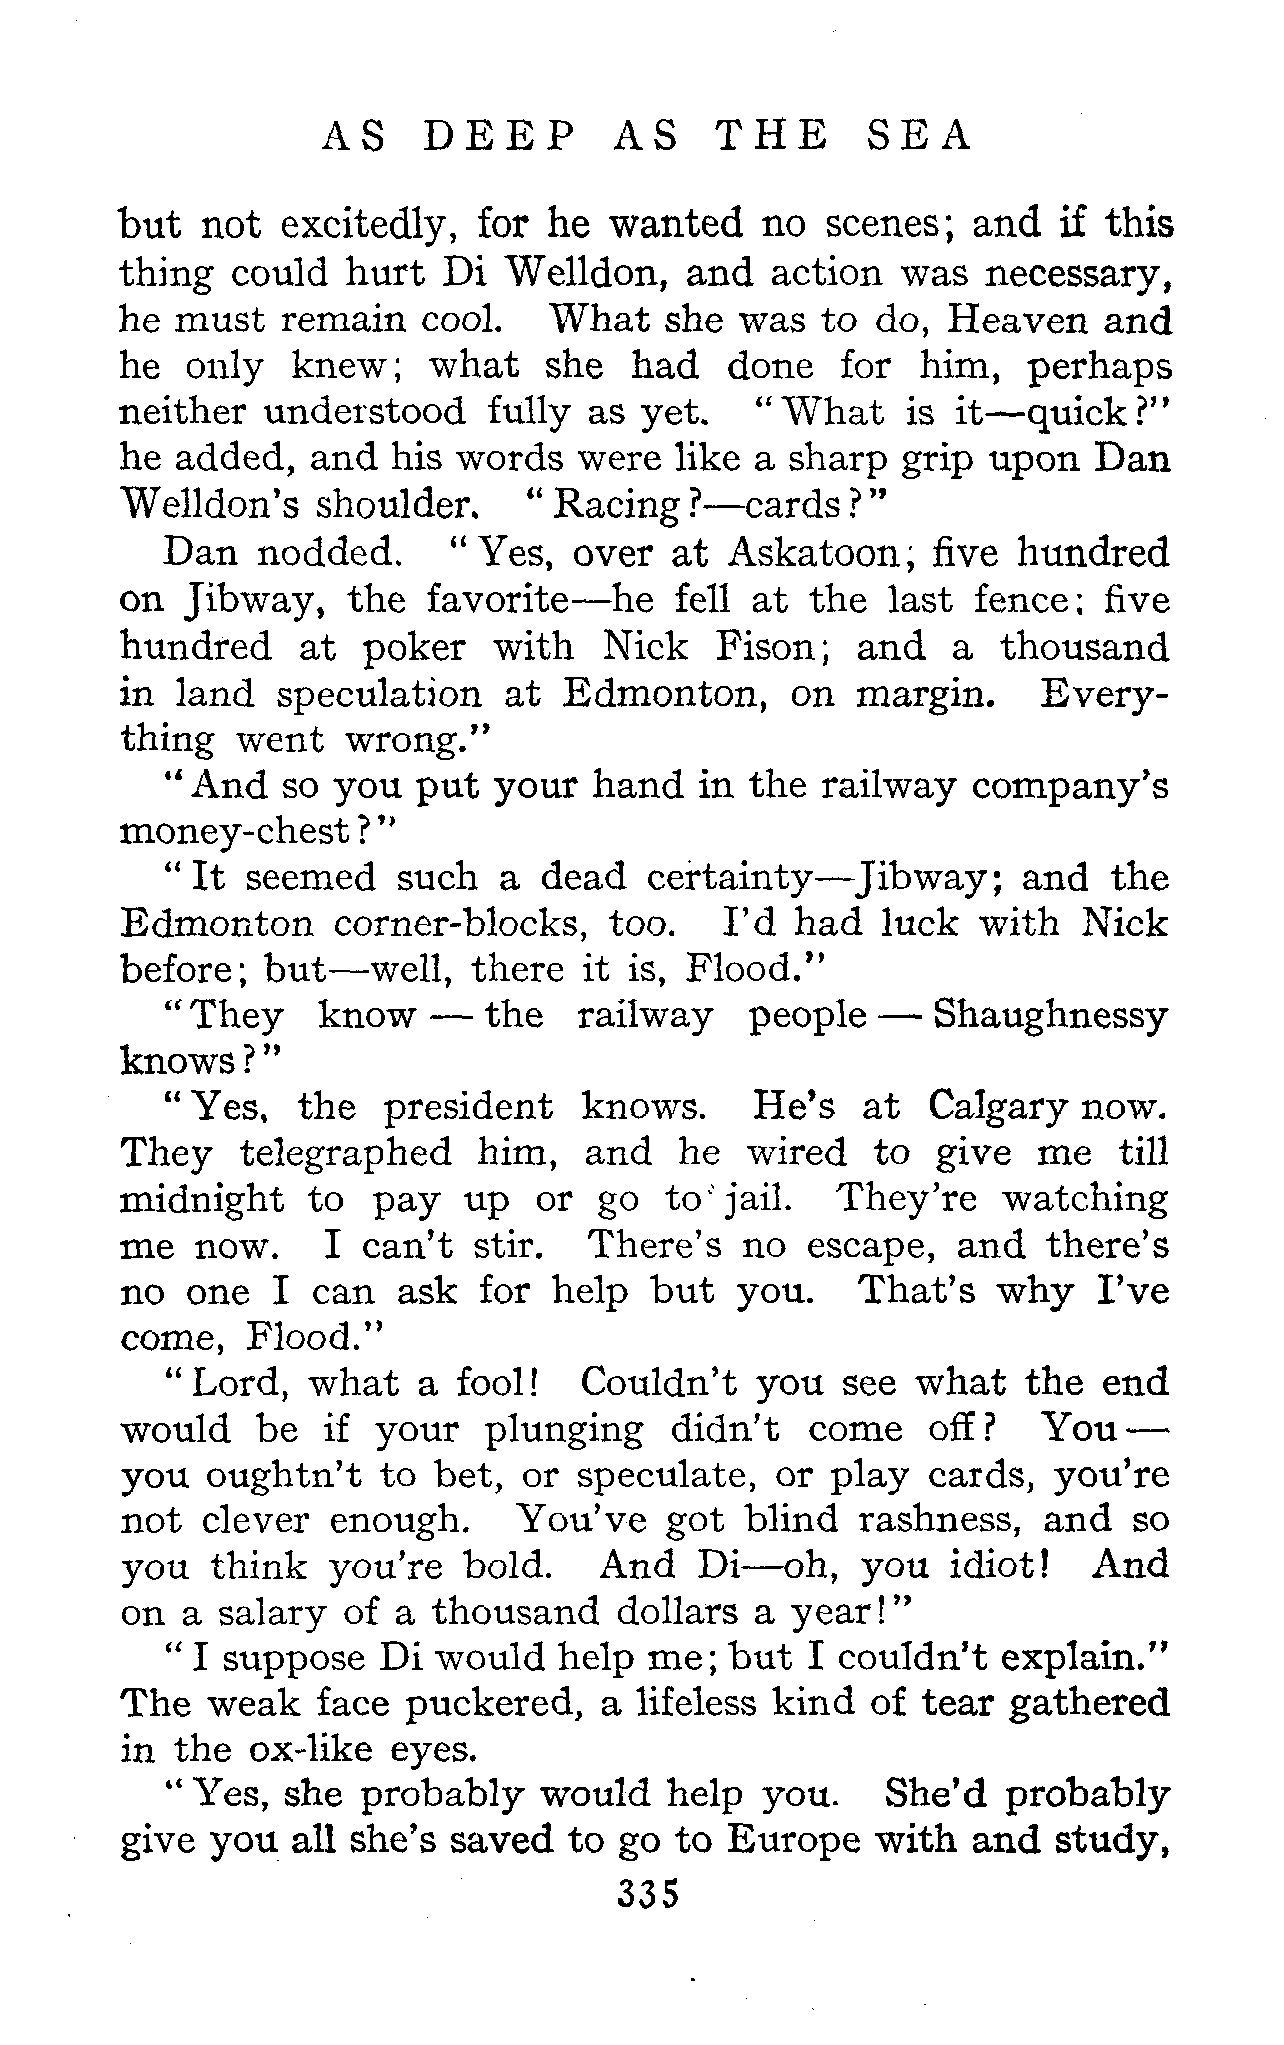 AS DEEP AS THE SEA
but not excitedly, for he wanted no scenes; and if this
thing could hurt Di Welldon, and action was necessary,
he must remain cool. What she was to do, Heaven and
he only knew; what she had done for him, perhaps
neither understood fully as yet. "What is it—quick?"
he added, and his words were like a sharp grip upon Dan
Welldon's shoulder. "Racing?—cards?"
Dan nodded. "Yes, over at Askatoon; five hundred
on Jibway, the favorite—he fell at the last fence; five
hundred at poker with Nick Fison; and a thousand
in land speculation at Edmonton, on margin. Every-
thing went wrong."
"And so you put your hand in the railway company's
money-chest?"
"It seemed such a dead certainty—Jibway; and the
Edmonton corner-blocks, too. I'd had luck with Nick
before; but—well, there it is, Flood."
"They know — the railway people — Shaughnessy
knows?"
"Yes, the president knows. He's at Calgary now.
They telegraphed him, and he wired to give me till
midnight to pay up or go to jail. They're watching
me now. I can't stir. There's no escape, and there's
no one I can ask for help but you. That's why I've
come, Flood."
"Lord, what a fool! Couldn't you see what the end
would be if your plunging didn't come off? You—
you oughtn't to bet, or speculate, or play cards, you're
not clever enough. You've got blind rashness, and so
you think you're bold. And Di—oh, you idiot! And
on a salary of a thousand dollars a year!"
"I suppose Di would help me; but I couldn't explain."
The weak face puckered, a lifeless kind of tear gathered
in the ox-like eyes.
"Yes, she probably would help you. She'd probably
give you all she's saved to go to Europe with and study,
335